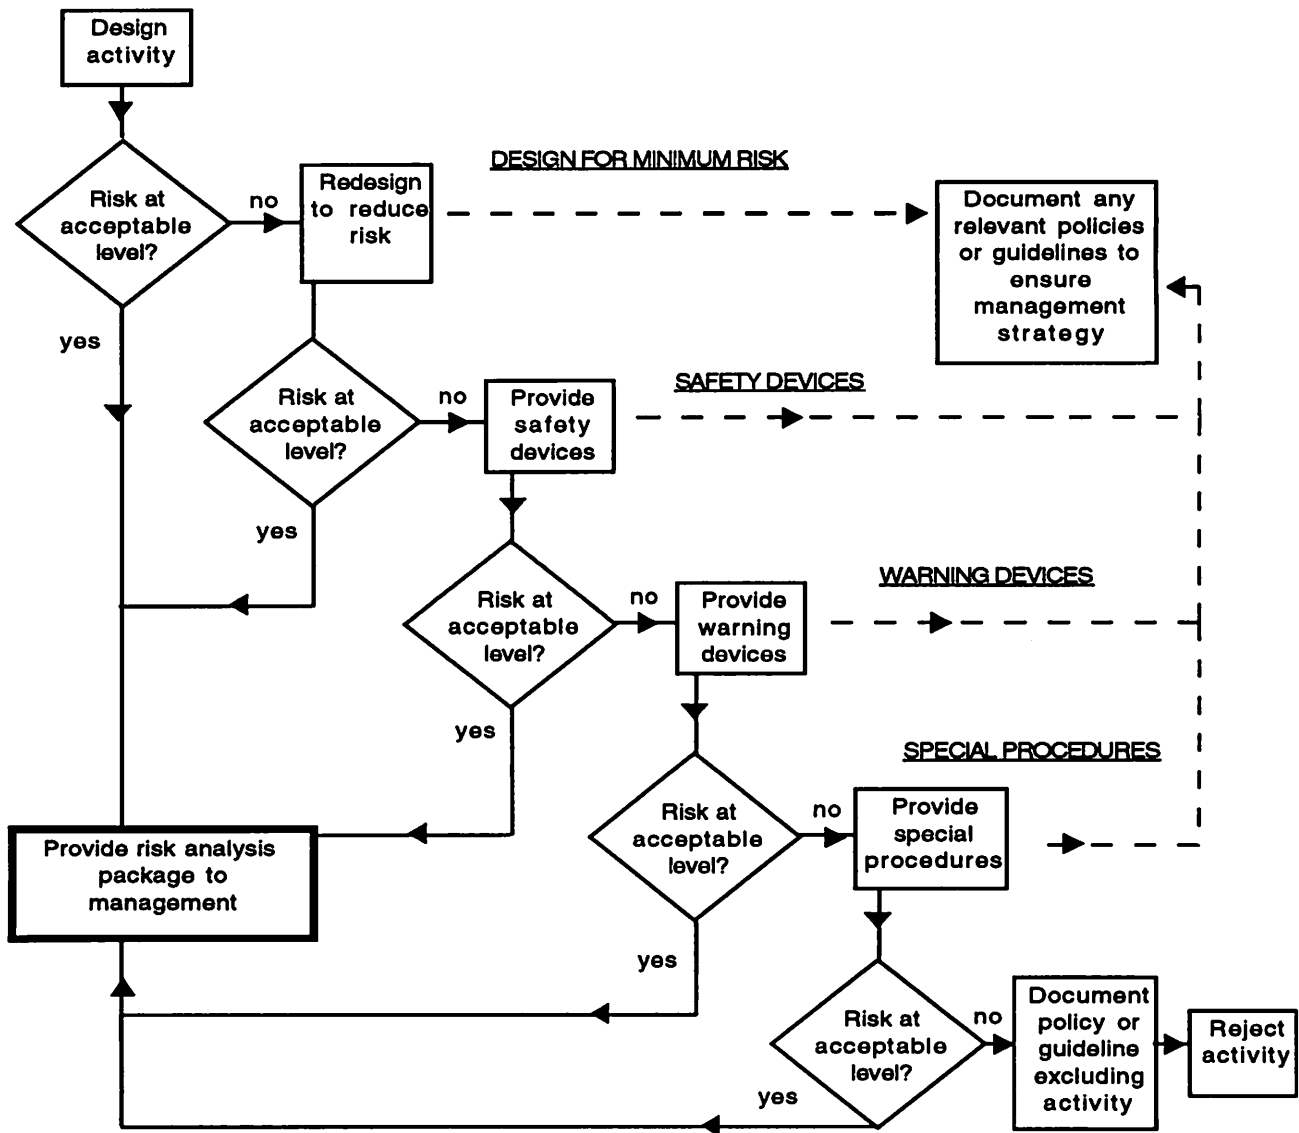 Design
activity
DESIGN FOR MINIMUM RISK
Risk at
acceptable
level?
no
Redesign
to reduce
risk
Document any
relevant policies
or guidelines to
ensure
management
strategy
yes
SAFETY DEVICES
Risk at
acceptable
level?
no
Provide
safety
devices
yes
WARNING DEVICES
Risk at
acceptable
level?
no
Provide
warning
devices
yes
SPECIAL PROCEDURES
Risk at
acceptable
level?
no
Provide
special
procedures
Provide risk analysis
package to
management
yes
Risk at
acceptable
level?
no
Document
policy or
guideline
excluding
activity
Reject
activity
yes